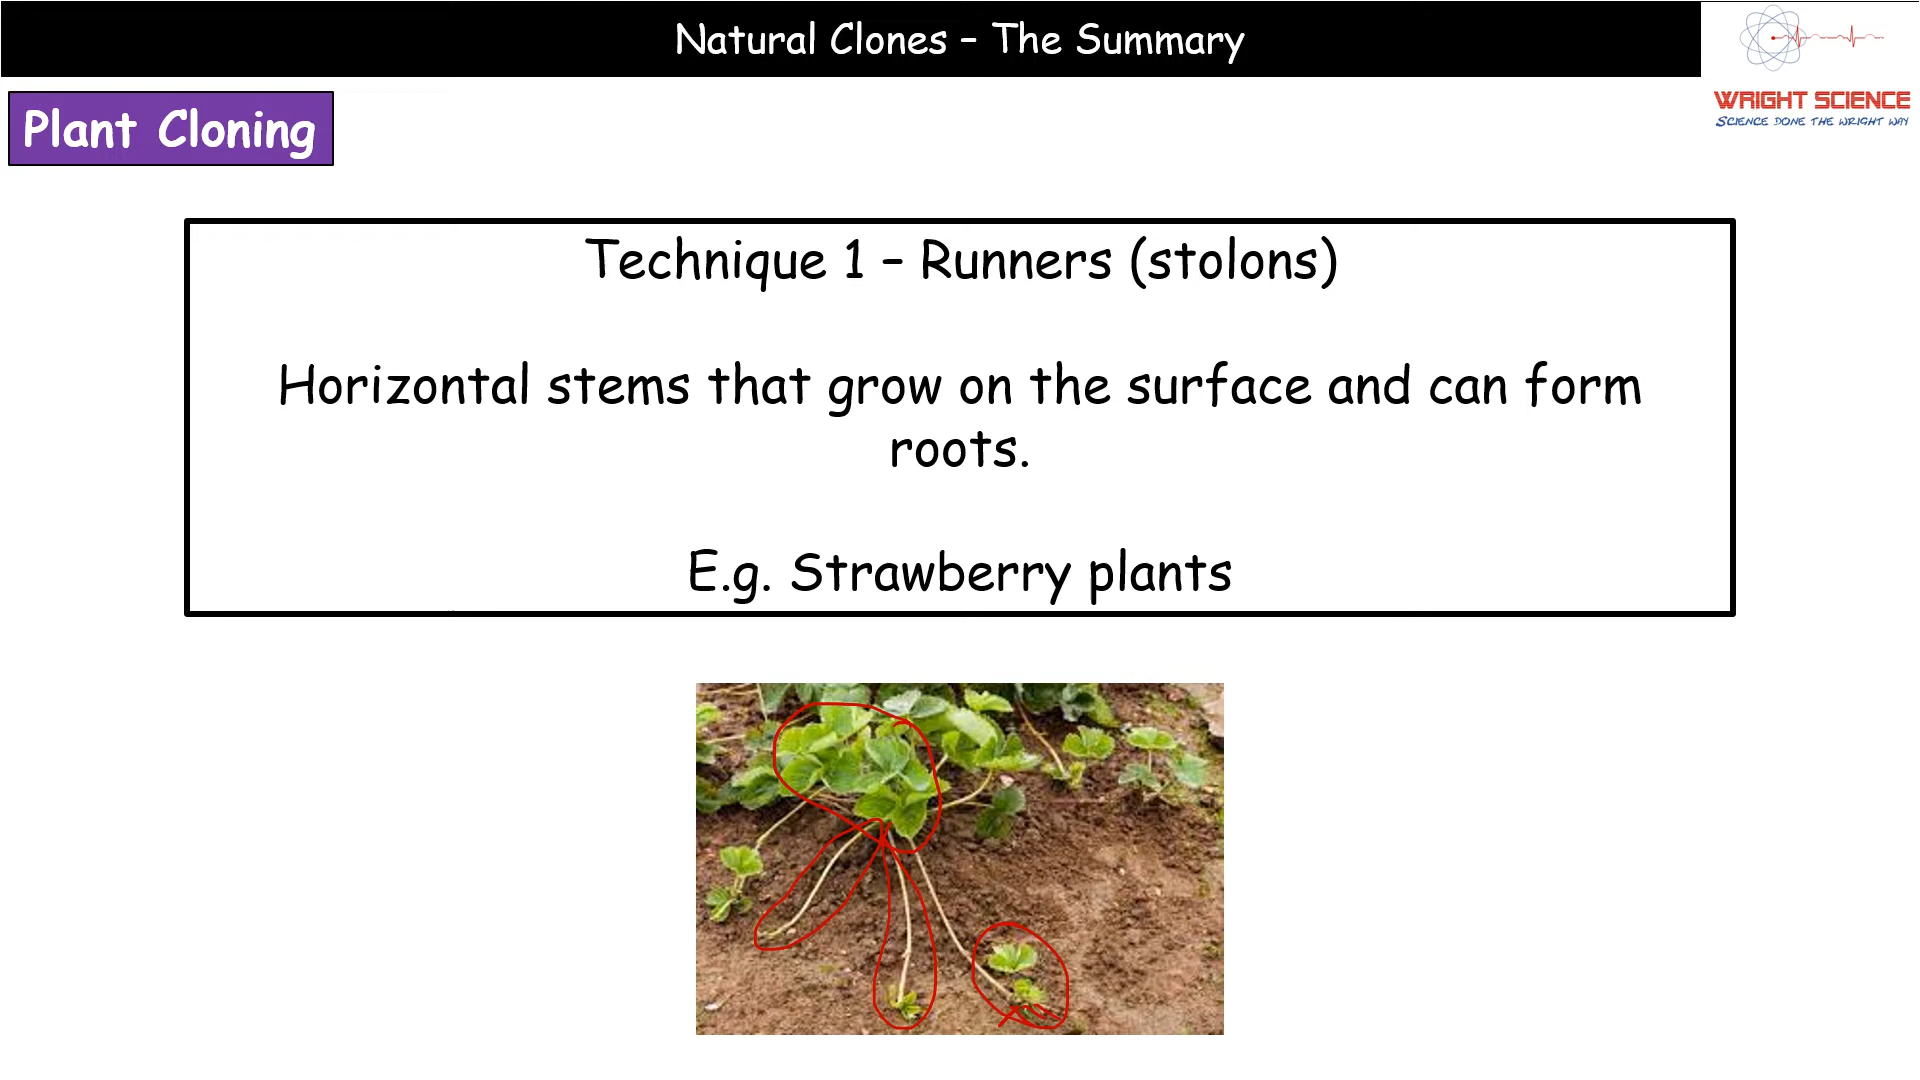 Natural Clones – The Summary
WRIGHT SCIENCE
SCIENCE DONE THE WRIGHT WAY
Plant Cloning
Technique 1 – Runners (stolons)
Horizontal stems that grow on the surface and can form
roots.
E.g. Strawberry plants